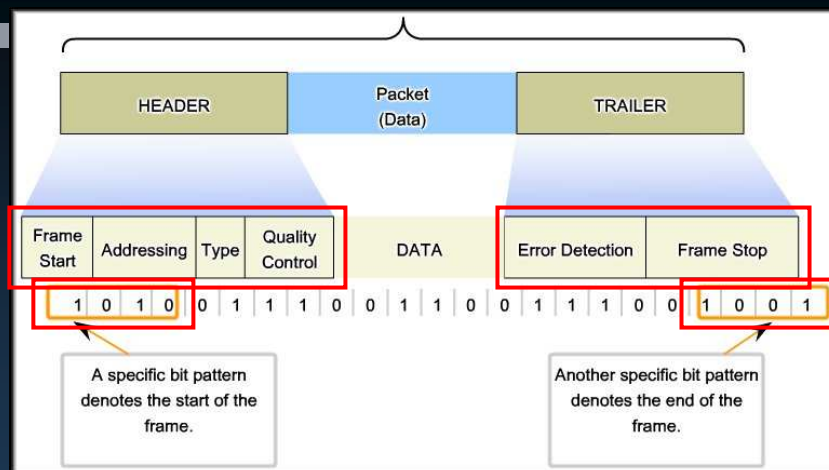 HEADER
Packet
(Data)
TRAILER
Frame
Start
Addressing
Type
Quality
Control
DATA
Error Detection
Frame Stop
1 0 1 0 0 1 1 1 0 0 1 1 0 0 1 1 1 0 0 1 0 0 1
A specific bit pattern
denotes the start of the
frame.
Another specific bit pattern
denotes the end of the
frame.